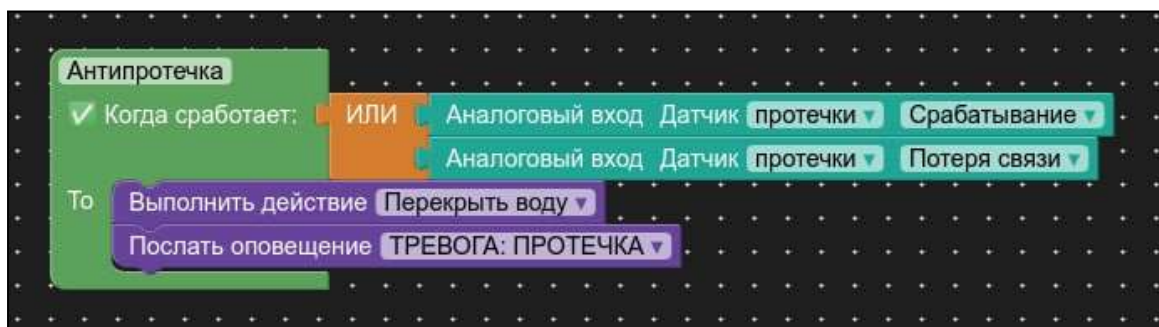 Антипротечка
Когда сработает: ИЛИ Аналоговый вход Датчик протечки Срабатывание
Аналоговый вход Датчик протечки Потеря связи
То Выполнить действие Перекрыть воду
Послать оповещение ТРЕВОГА: ПРОТЕЧКА